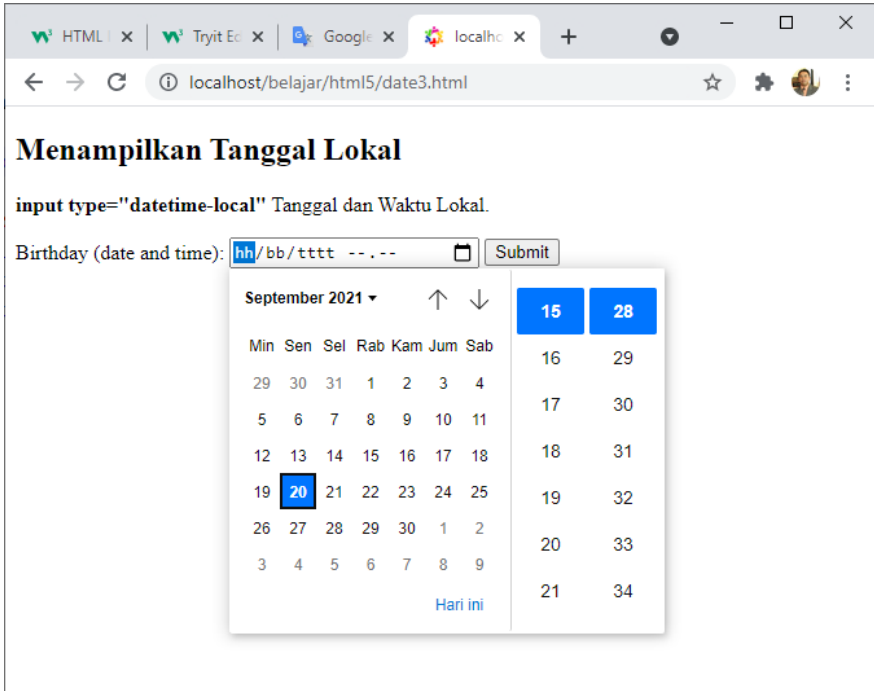 HTML
Tryit Ed
Google
localho
localhost/belajar/html5/date3.html
Menampilkan Tanggal Lokal
input type="datetime-local" Tanggal dan Waktu Lokal.
Birthday (date and time): hh/bb/tttt --.-- Submit
September 2021
Min Sen Sel Rab Kam Jum Sab
29 30 31 1 2 3 4
5 6 7 8 9 10 11
12 13 14 15 16 17 18
19 20 21 22 23 24 25
26 27 28 29 30 1 2
3 4 5 6 7 8 9
Hari ini
15 28
16 29
17 30
18 31
19 32
20 33
21 34